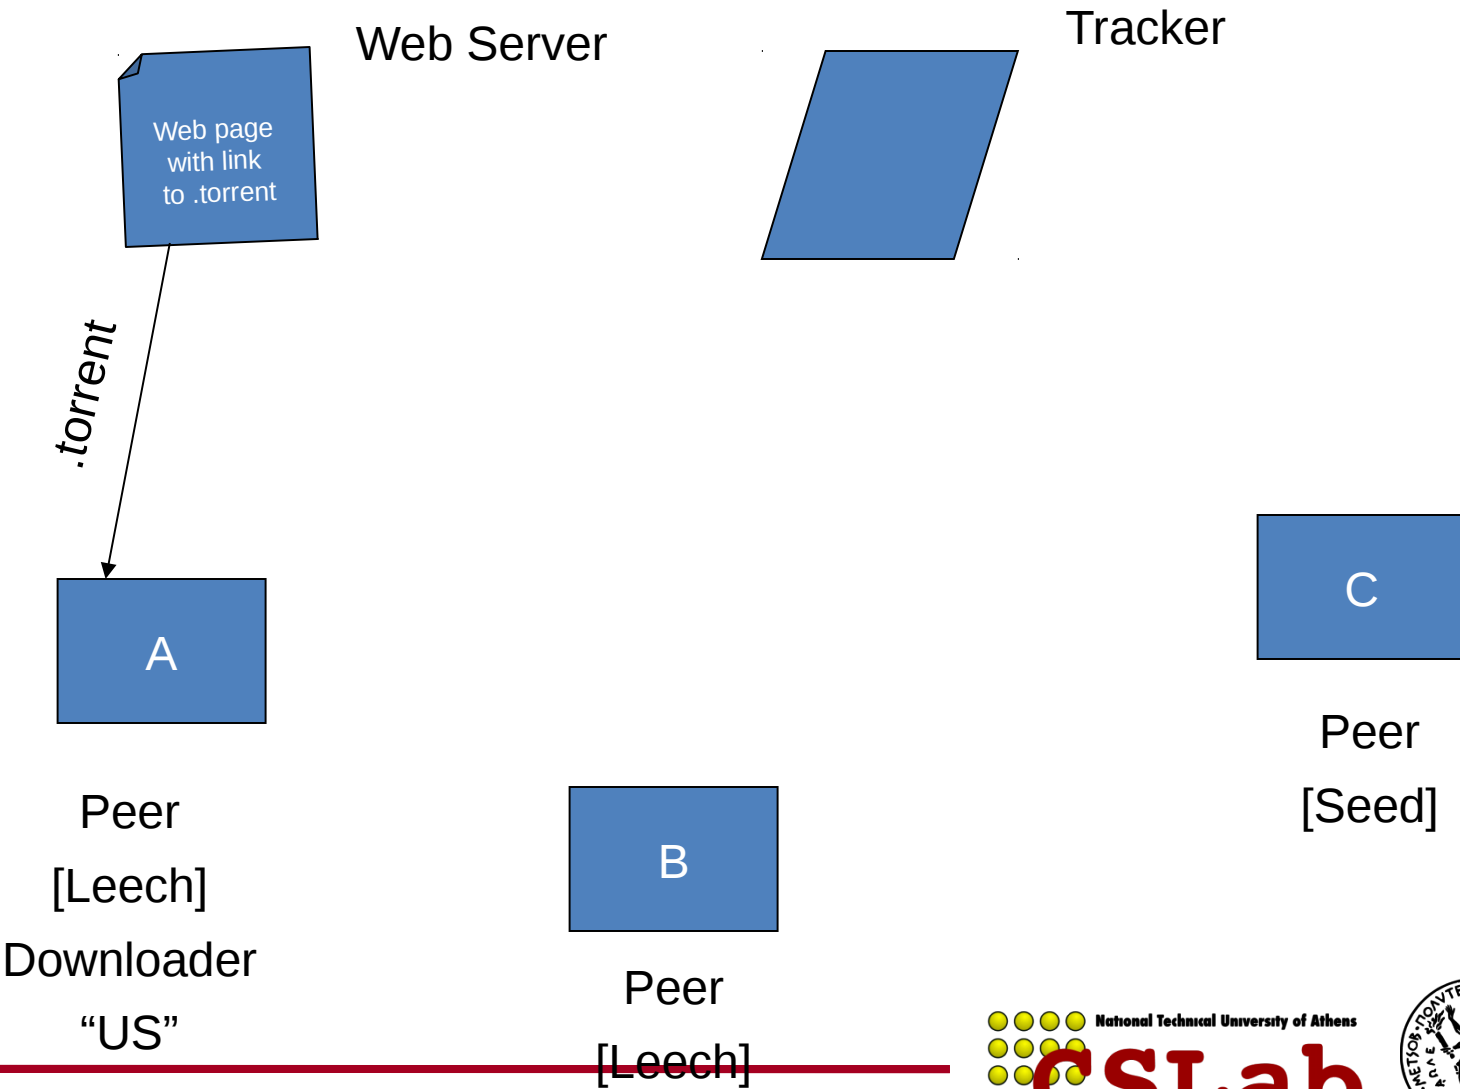 Web Server
Tracker
Web page
with link
to .torrent
.torrent
A
C
Peer
[Seed]
Peer
[Leech]
Downloader
“US”
B
Peer
[Leech]
National Technical University of Athens
CSLab